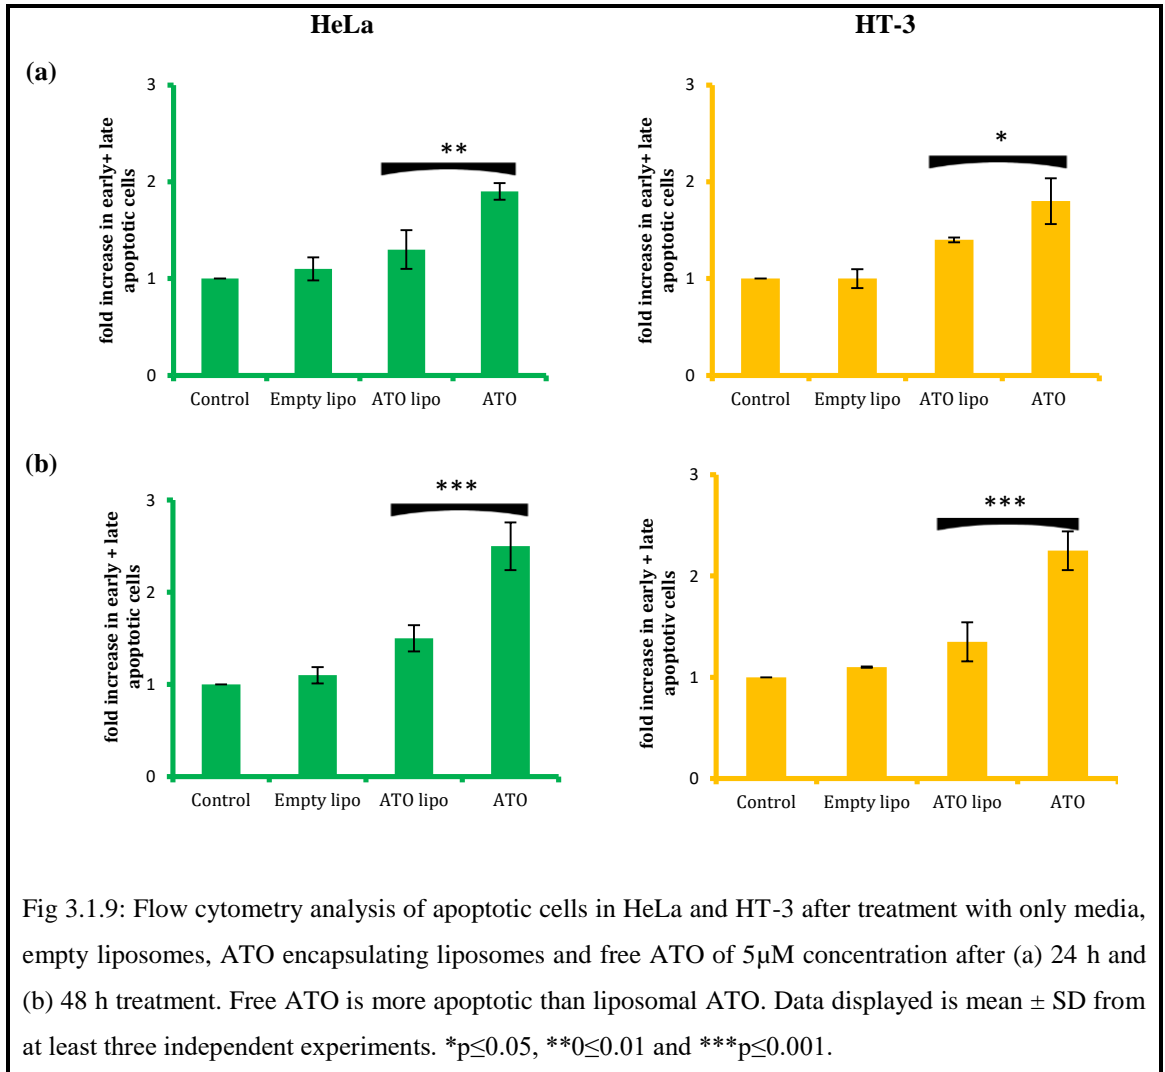 HeLa
HT-3
(a)
fold increase in early+ late
apoptotic cells
3
2
1
0
**
Control
Empty lipo
ATO lipo
ATO
fold increase in early+ late
apoptotic cells
3
2
1
0
*
Control
Empty lipo
ATO lipo
ATO
(b)
fold increase in early + late
apoptotic cells
3
2
1
0
***
Control
Empty lipo
ATO lipo
ATO
fold increase in early + late
apoptotiv cells
3
2
1
0
***
Control
Empty lipo
ATO lipo
ATO
Fig 3.1.9: Flow cytometry analysis of apoptotic cells in HeLa and HT-3 after treatment with only media,
empty liposomes, ATO encapsulating liposomes and free ATO of 5µM concentration after (a) 24 h and
(b) 48 h treatment. Free ATO is more apoptotic than liposomal ATO. Data displayed is mean ± SD from
at least three independent experiments. *p≤0.05, **0≤0.01 and ***p≤0.001.